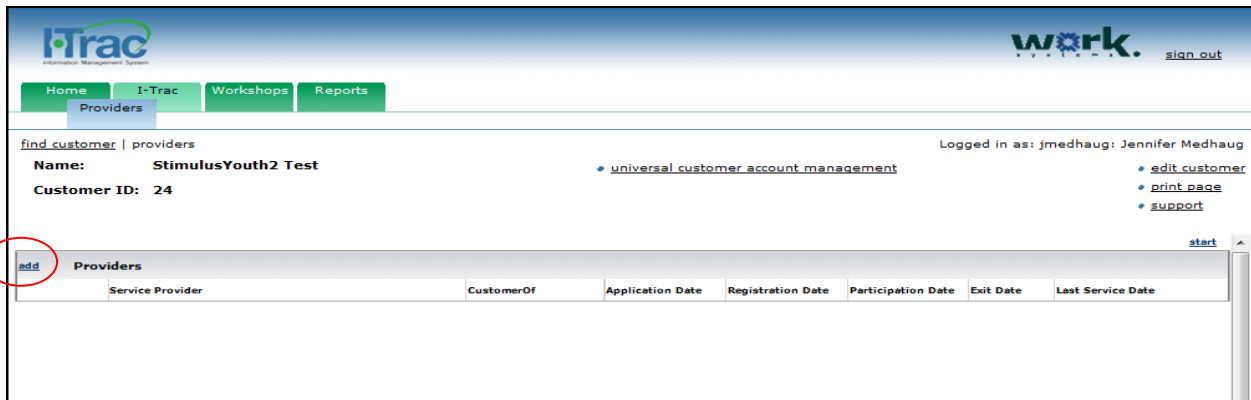 I-Trac
Information Management System
work.
systems
sign out
Home I-Trac Workshops Reports
Providers
find customer | providers
Logged in as: jmedhaug: Jennifer Medhaug
Name: StimulusYouth2 Test
universal customer account management
edit customer
Customer ID: 24
print page
support
start
add Providers
Service Provider CustomerOf Application Date Registration Date Participation Date Exit Date Last Service Date